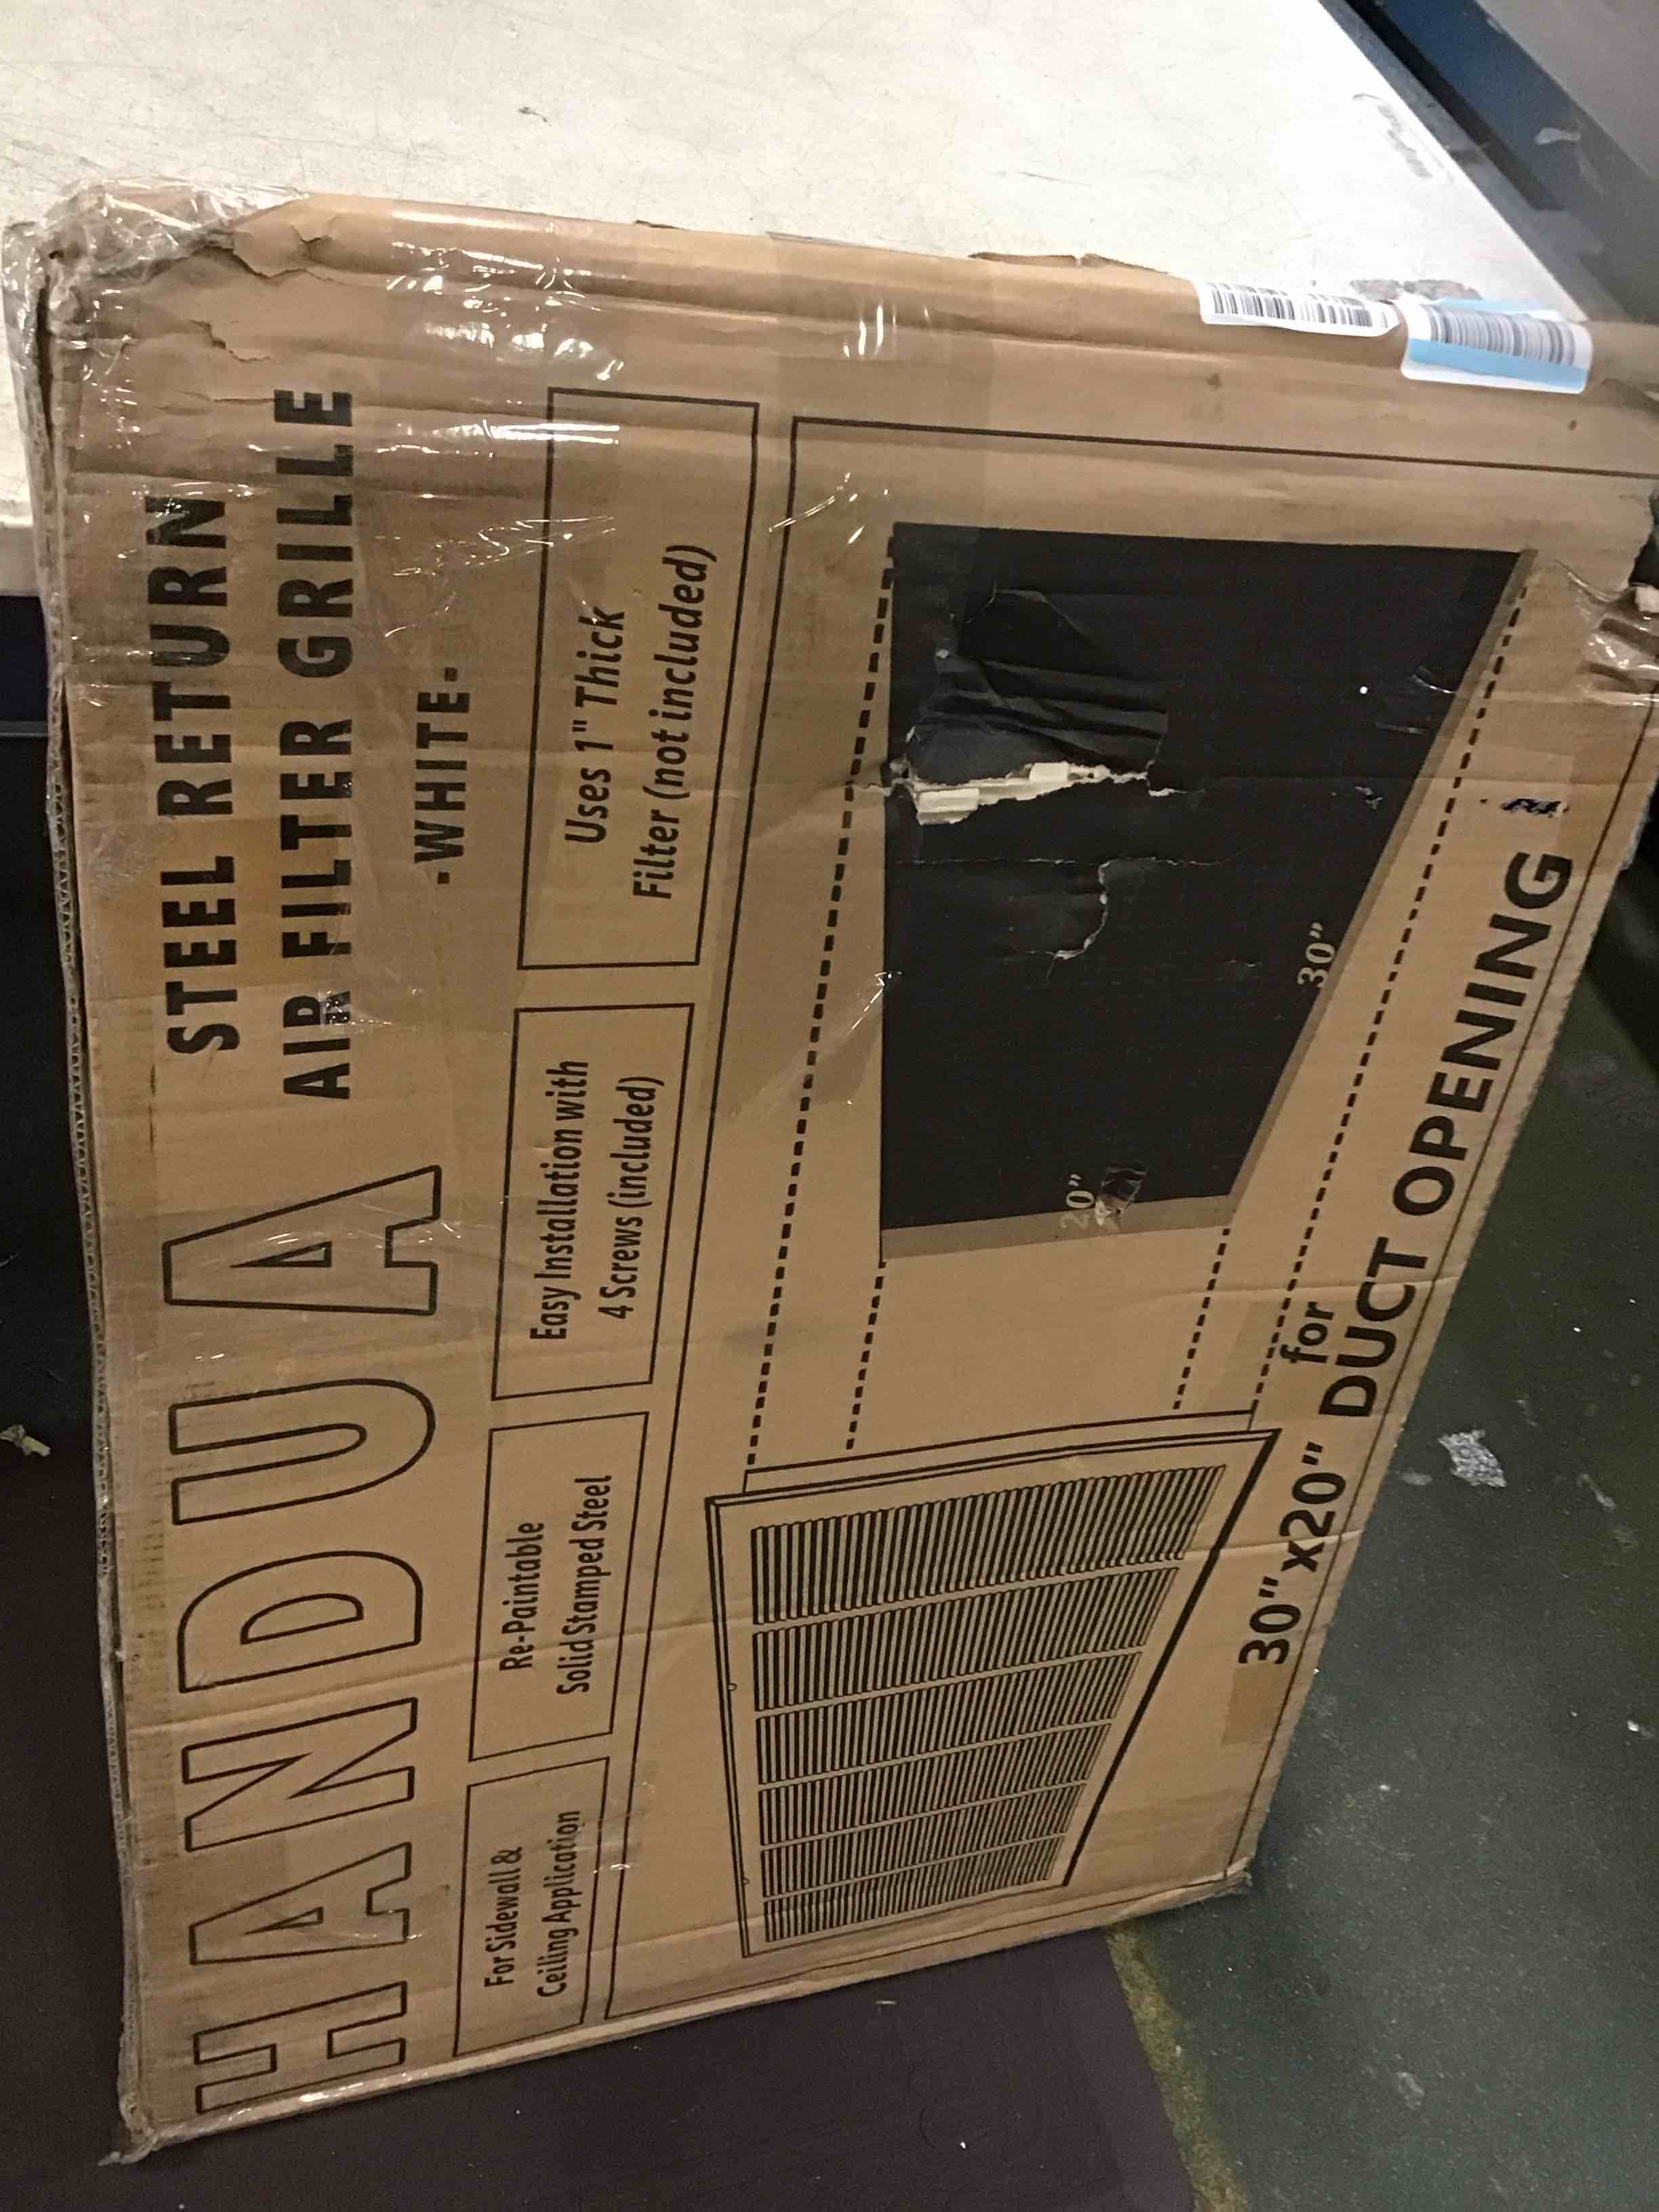 HANDUA
STEEL RETURN
AIR FILTER GRILLE
-WHITE-
For Sidewall &
Ceiling Application
Re-Paintable
Solid Stamped Steel
Easy Installation with
4 Screws (included)
Uses 1" Thick
Filter (not included)
20"
30"
for
30"x20" DUCT OPENING